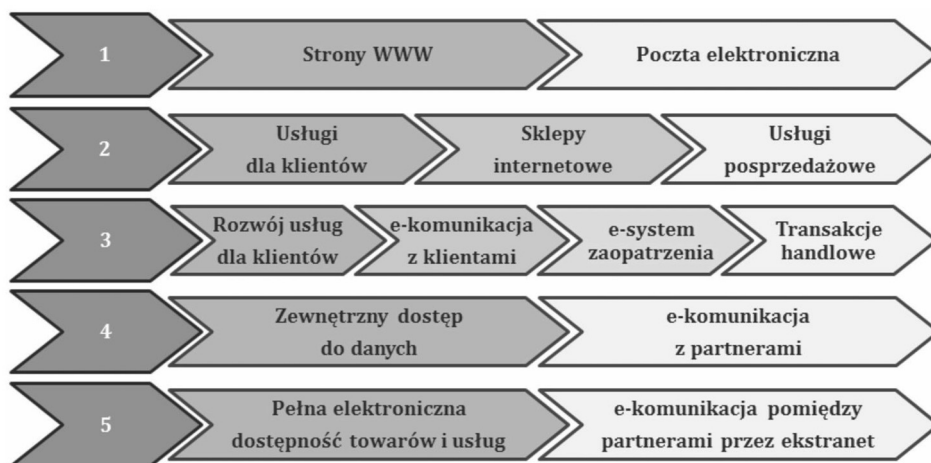 1
Strony WWW
Poczta elektroniczna
2
Usługi
dla klientów
Sklepy
internetowe
Usługi
posprzedażowe
3
Rozwój usług
dla klientów
e-komunikacja
z klientami
e-system
zaopatrzenia
Transakcje
handlowe
4
Zewnętrzny dostęp
do danych
e-komunikacja
z partnerami
5
Pełna elektroniczna
dostępność towarów i usług
e-komunikacja pomiędzy
partnerami przez ekstranet